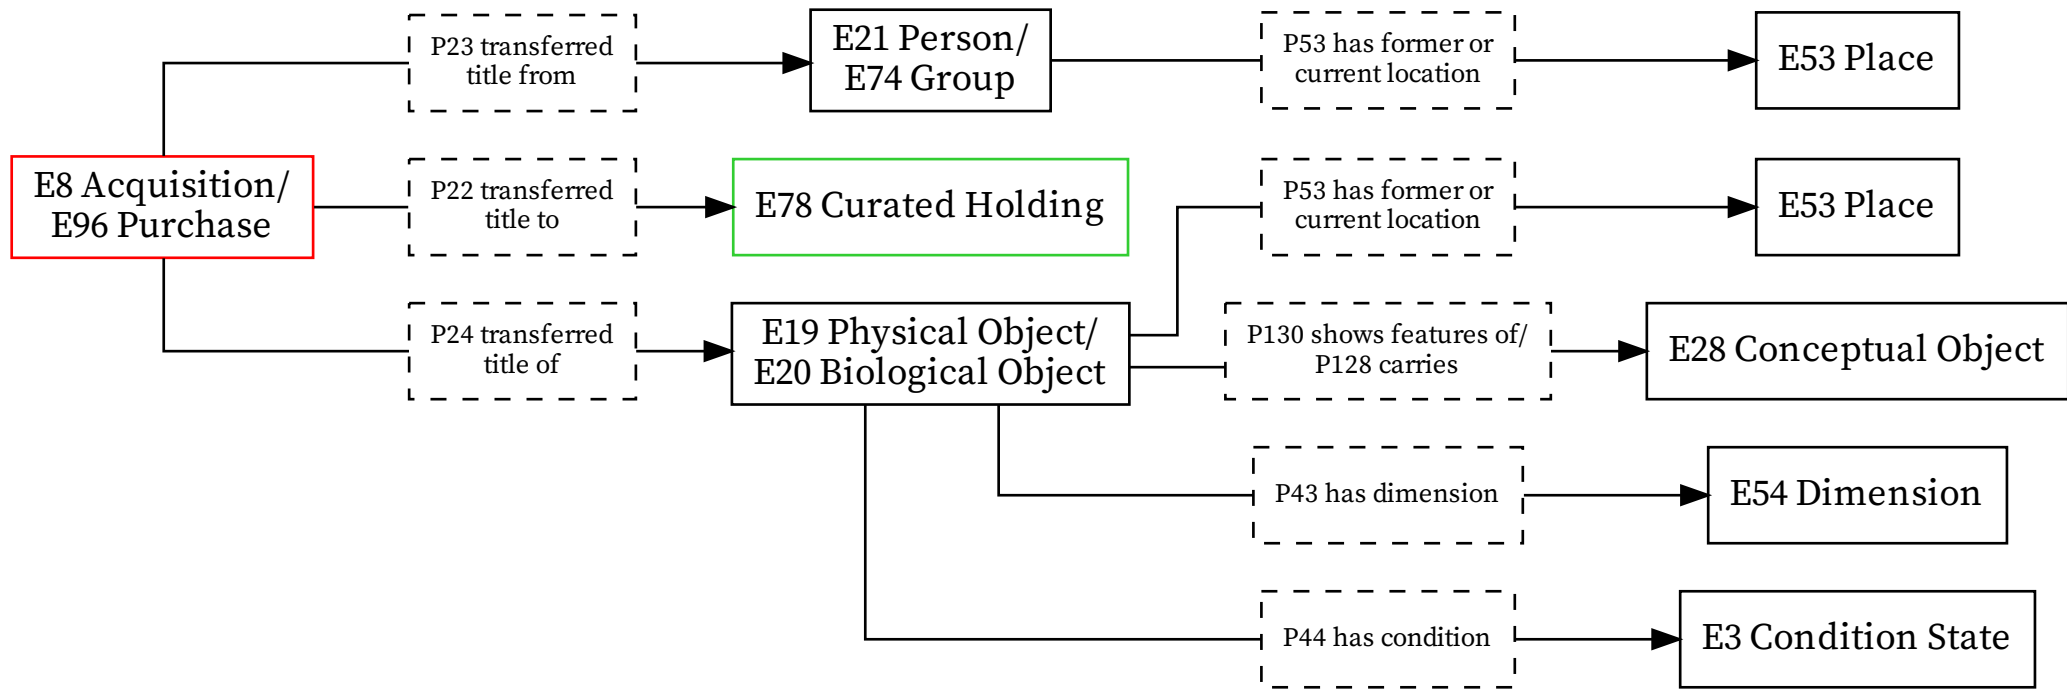 P23 transferred
title from
E21 Person/
E74 Group
P53 has former or
current location
E53 Place
E8 Acquisition/
E96 Purchase
P22 transferred
title to
E78 Curated Holding
P53 has former or
current location
E53 Place
P24 transferred
title of
E19 Physical Object/
E20 Biological Object
P130 shows features of/
P128 carries
E28 Conceptual Object
P43 has dimension
E54 Dimension
P44 has condition
E3 Condition State